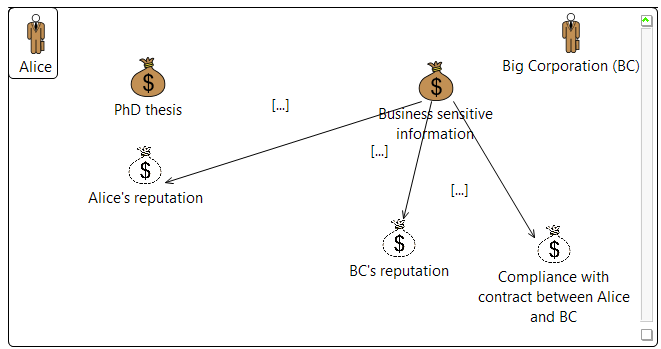 Alice
Big Corporation (BC)
$
PhD thesis
$
Business sensitive
information
[...]
[...]
$
Alice's reputation
[...]
$
BC's reputation
$
Compliance with
contract between Alice
and BC